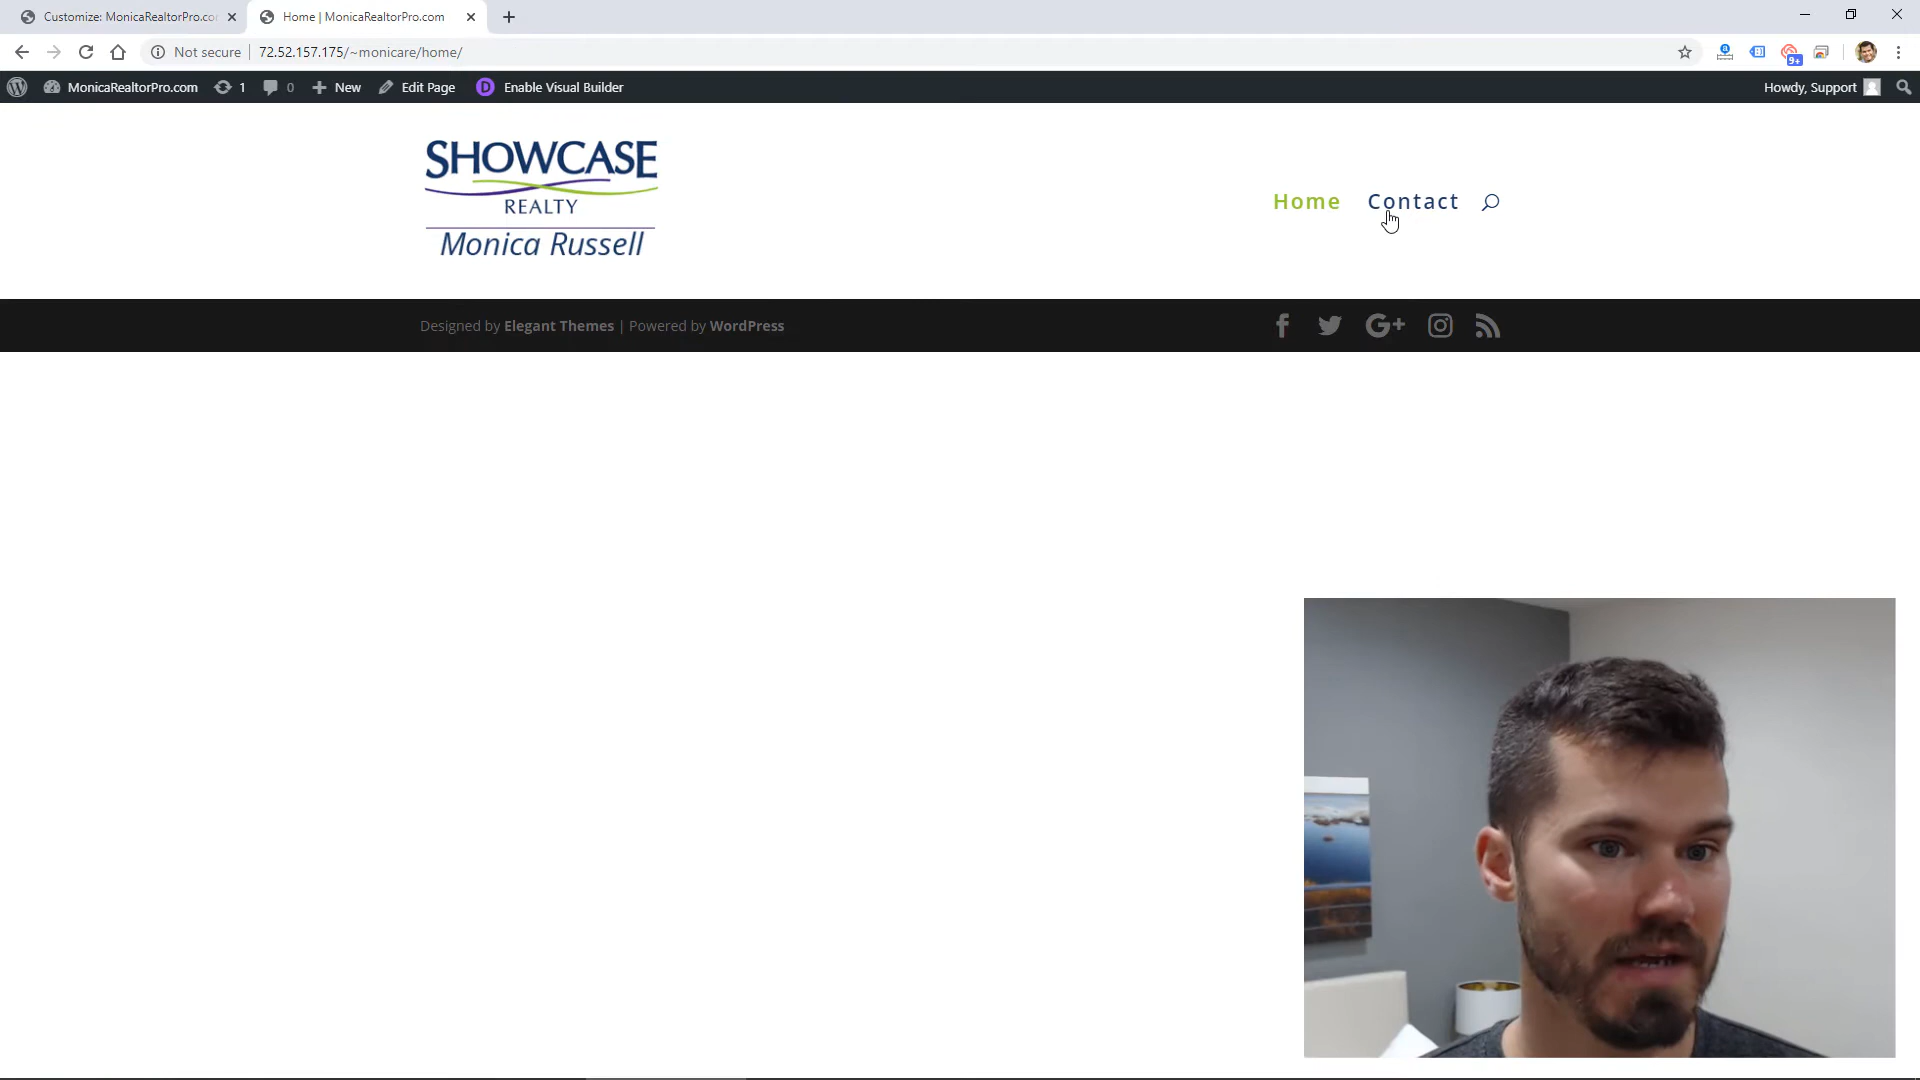 Customize: MonicaRealtorPro.co
Home | MonicaRealtorPro.com
Not secure
72.52.157.175/~monicare/home/
9+
MonicaRealtorPro.com 1 0 New Edit Page D Enable Visual Builder
Howdy, Support
SHOWCASE
REALTY
Monica Russell
Home Contact
Designed by Elegant Themes | Powered by WordPress